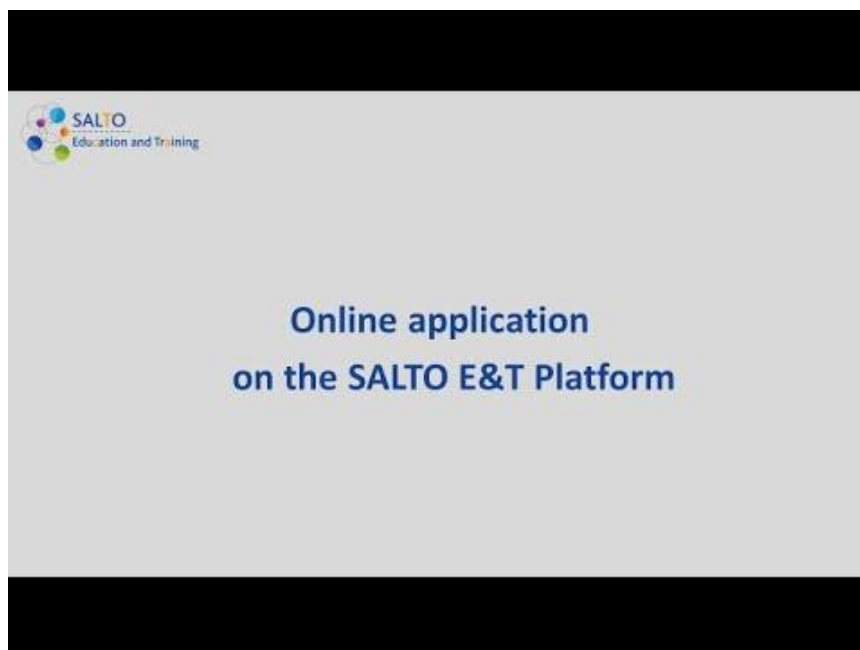 SALTO
Education and Training
Online application
on the SALTO E&T Platform